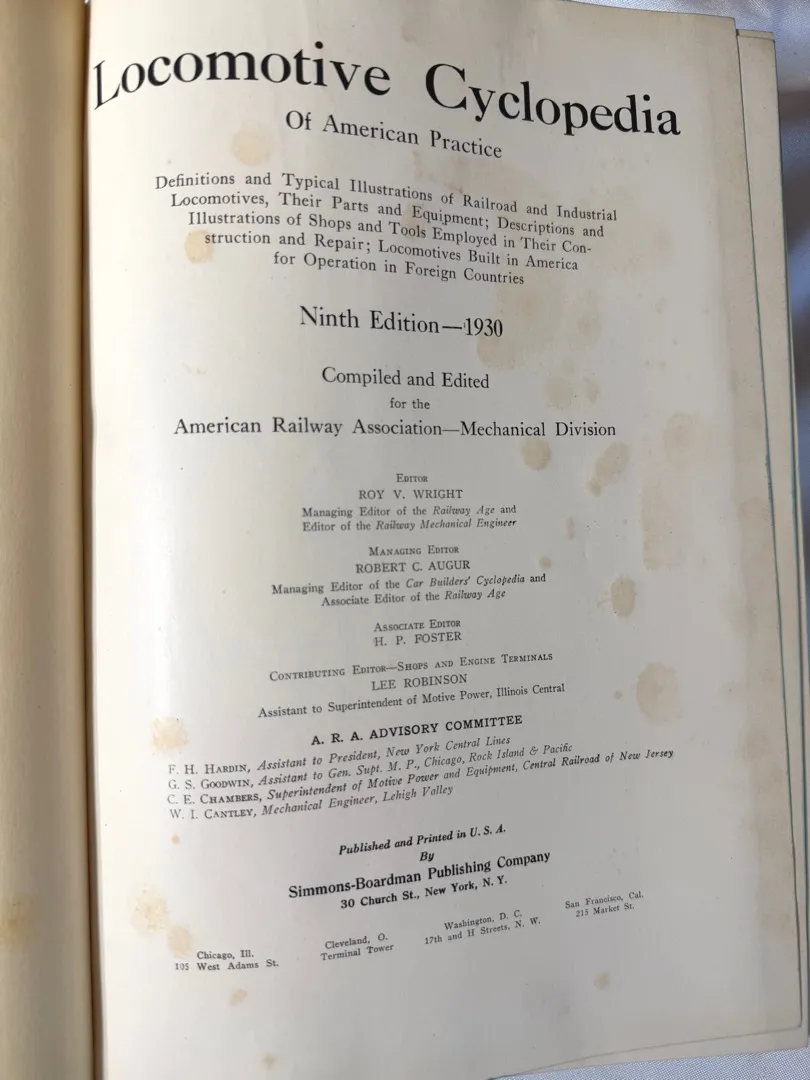 Locomotive Cyclopedia
Of American Practice
Definitions and Typical Illustrations of Railroad and Industrial
Locomotives, Their Parts and Equipment; Descriptions and
Illustrations of Shops and Tools Employed in Their Con-
struction and Repair; Locomotives Built in America
for Operation in Foreign Countries
Ninth Edition—1930
Compiled and Edited
for the
American Railway Association—Mechanical Division
Editor
ROY V. WRIGHT
Managing Editor of the Railway Age and
Editor of the Railway Mechanical Engineer
Managing Editor
ROBERT C. AUGUR
Managing Editor of the Car Builders' Cyclopedia and
Associate Editor of the Railway Age
Associate Editor
H. P. FOSTER
Contributing Editor—Shops and Engine Terminals
LEE ROBINSON
Assistant to Superintendent of Motive Power, Illinois Central
A. R. A. ADVISORY COMMITTEE
F. H. Hardin, Assistant to President, New York Central Lines
G. S. Goodwin, Assistant to Gen. Supt. M. P., Chicago, Rock Island & Pacific
C. E. Chambers, Superintendent of Motive Power and Equipment, Central Railroad of New Jersey
W. I. Cantley, Mechanical Engineer, Lehigh Valley
Published and Printed in U. S. A.
By
Simmons-Boardman Publishing Company
30 Church St., New York, N. Y.
Chicago, Ill.
105 West Adams St.
Cleveland, O.
Terminal Tower
Washington, D. C.
17th and H Streets, N. W.
San Francisco, Cal.
215 Market St.